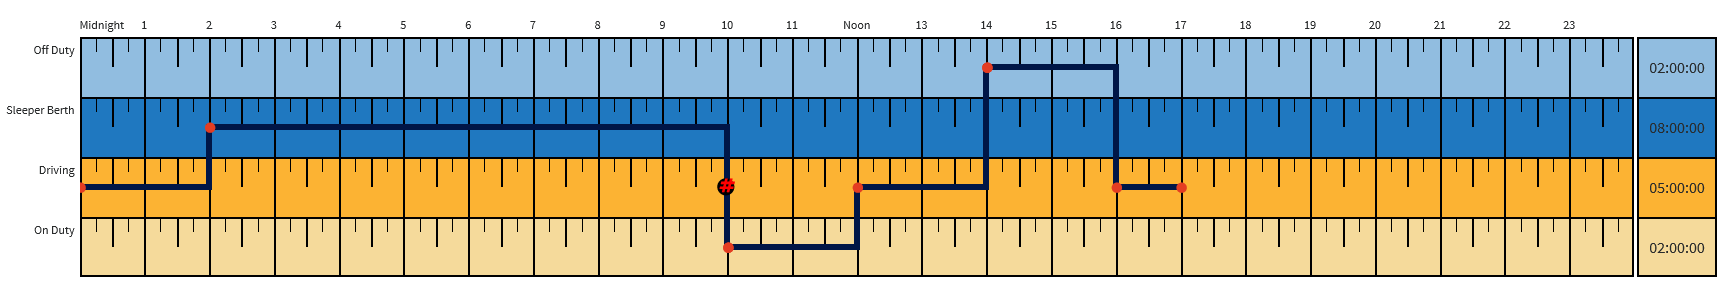 Midnight 1 2 3 4 5 6 7 8 9 10 11 Noon 13 14 15 16 17 18 19 20 21 22 23
Off Duty 02:00:00
Sleeper Berth 08:00:00
Driving # 05:00:00
On Duty 02:00:00